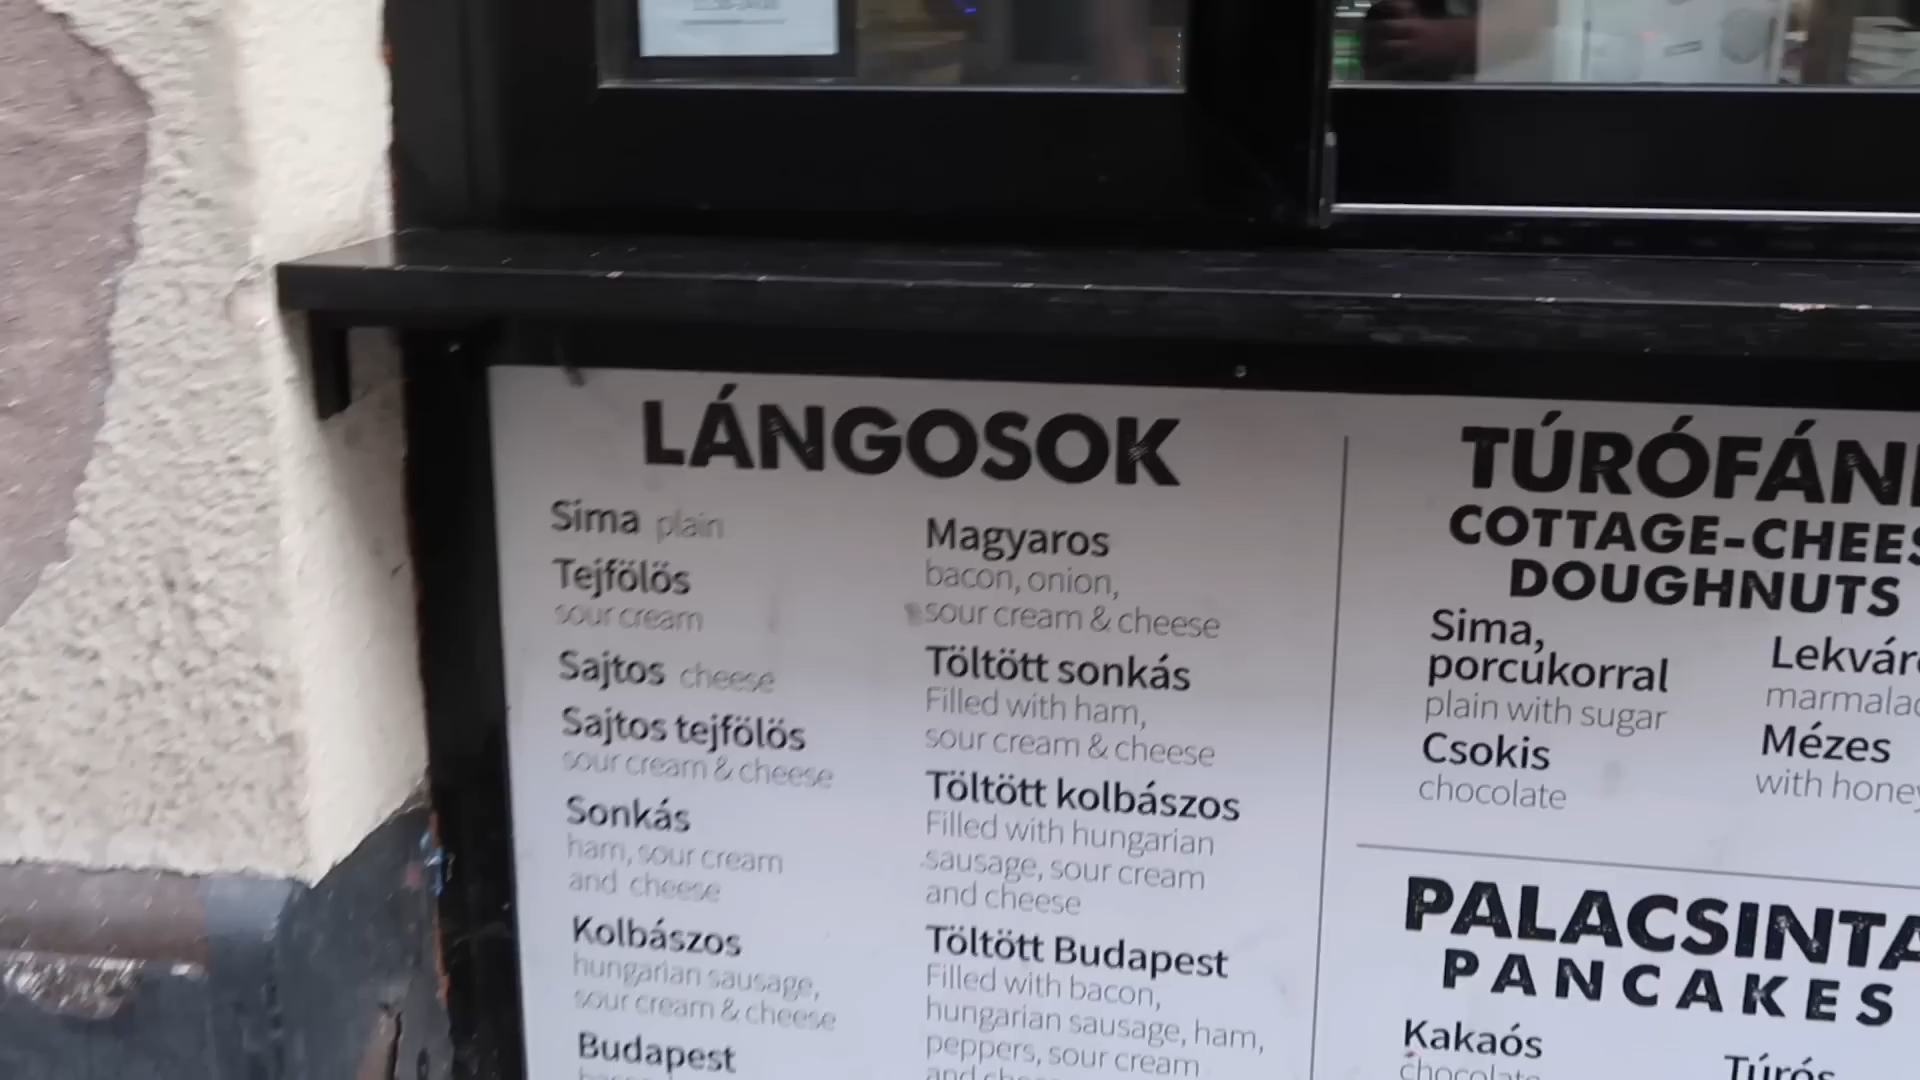 LÁNGOSOK
Sima plain
Tejfölös
sour cream
Sajtos cheese
Sajtos tejfölös
sour cream & cheese
Sonkás
ham, sour cream
and cheese
Kolbászos
hungarian sausage,
sour cream & cheese
Budapest
Magyaros
bacon, onion,
sour cream & cheese
Töltött sonkás
Filled with ham,
sour cream & cheese
Töltött kolbászos
Filled with hungarian
sausage, sour cream
and cheese
Töltött Budapest
Filled with bacon,
hungarian sausage, ham,
peppers, sour cream
TÚRÓFÁN
COTTAGE-CHEES
DOUGHNUTS
Sima,
porcukorral
plain with sugar
Csokis
chocolate
Lekvár
marmalad
Mézes
with honey
PALACSINTA
PANCAKES
Kakaós
chocolate
Túrós